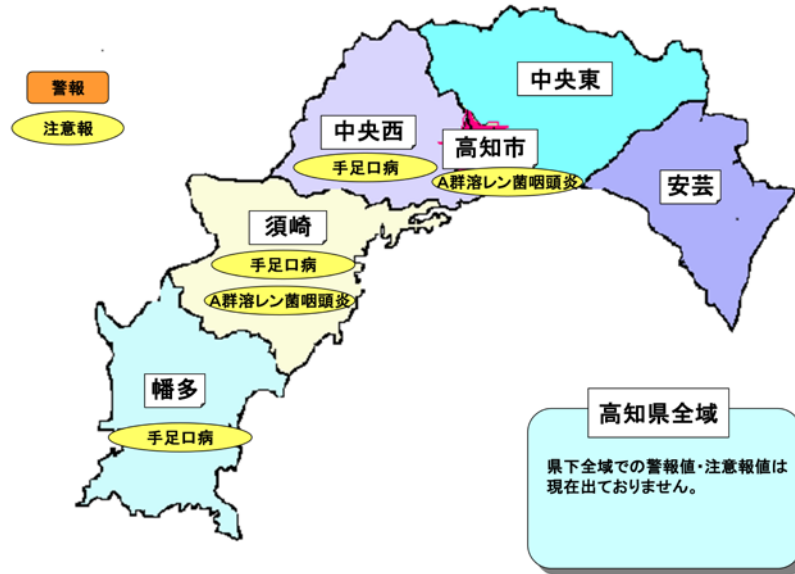 警報
注意報
中央東
中央西
手足口病
高知市
A群溶レン菌咽頭炎
安芸
須崎
手足口病
A群溶レン菌咽頭炎
幡多
手足口病
高知県全域
県下全域での警報値・注意報値は
現在出ておりません。